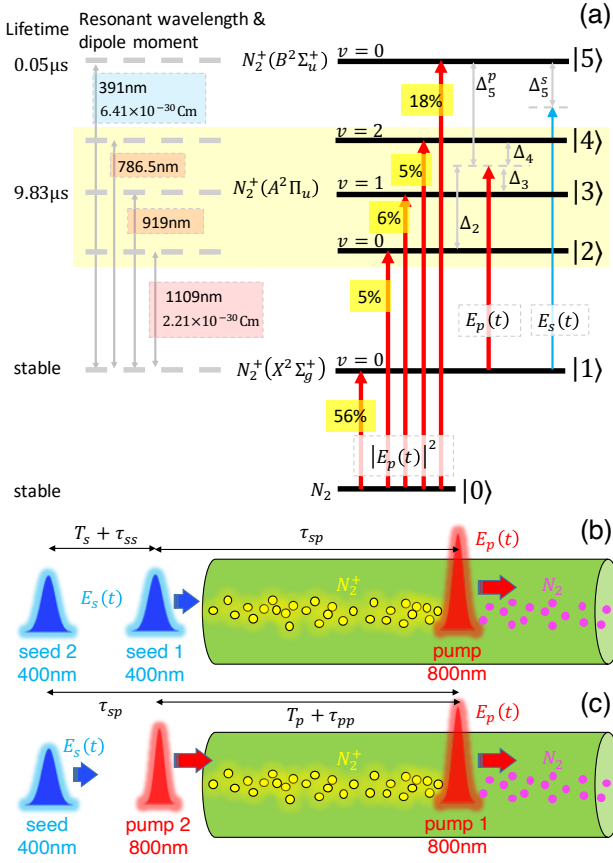 (a)
Lifetime
Resonant wavelength &
dipole moment
0.05μs
N₂⁺(B²Σᵤ⁺)
v = 0
|5⟩
391nm
6.41×10⁻³⁰Cm
18%
Δ₅ᵖ
Δ₅ˢ
v = 2
|4⟩
786.5nm
5%
Δ₄
9.83μs
N₂⁺(A²Πᵤ)
v = 1
|3⟩
Δ₃
919nm
6%
Δ₂
v = 0
|2⟩
1109nm
2.21×10⁻³⁰Cm
5%
Eₚ(t)
Eₛ(t)
stable
N₂⁺(X²Σg⁺)
v = 0
|1⟩
56%
|Eₚ(t)|²
stable
N₂
|0⟩
(b)
Tₛ + τₛₛ
τₛₚ
Eₚ(t)
Eₛ(t)
N₂⁺
N₂
seed 2
400nm
seed 1
400nm
pump
800nm
(c)
τₛₚ
Tₚ + τₚₚ
Eₚ(t)
Eₛ(t)
N₂⁺
N₂
seed
400nm
pump 2
800nm
pump 1
800nm